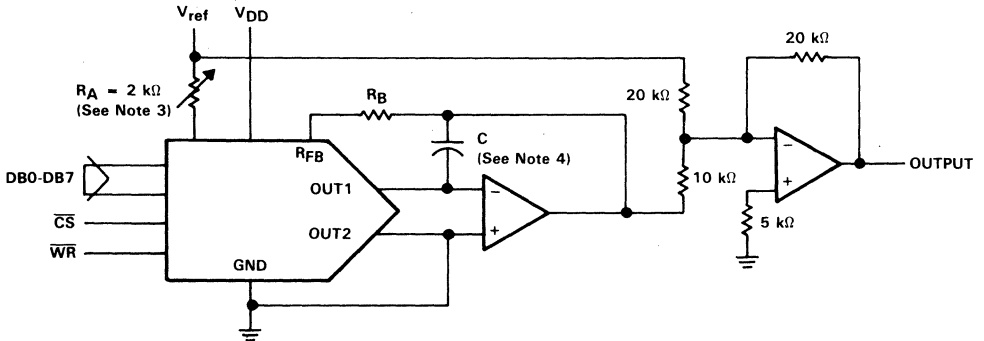 Vref
VDD
20 kΩ
RA = 2 kΩ
(See Note 3)
RB
20 kΩ
RFB
C
(See Note 4)
DB0-DB7
OUT1
−
−
OUTPUT
10 kΩ
+
CS
OUT2
+
5 kΩ
WR
GND